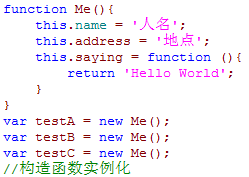 function Me(){
this.name = '人名';
this.address = '地点';
this.saying = function (){
return 'Hello World';
}
}
var testA = new Me();
var testB = new Me();
var testC = new Me();
//构造函数实例化